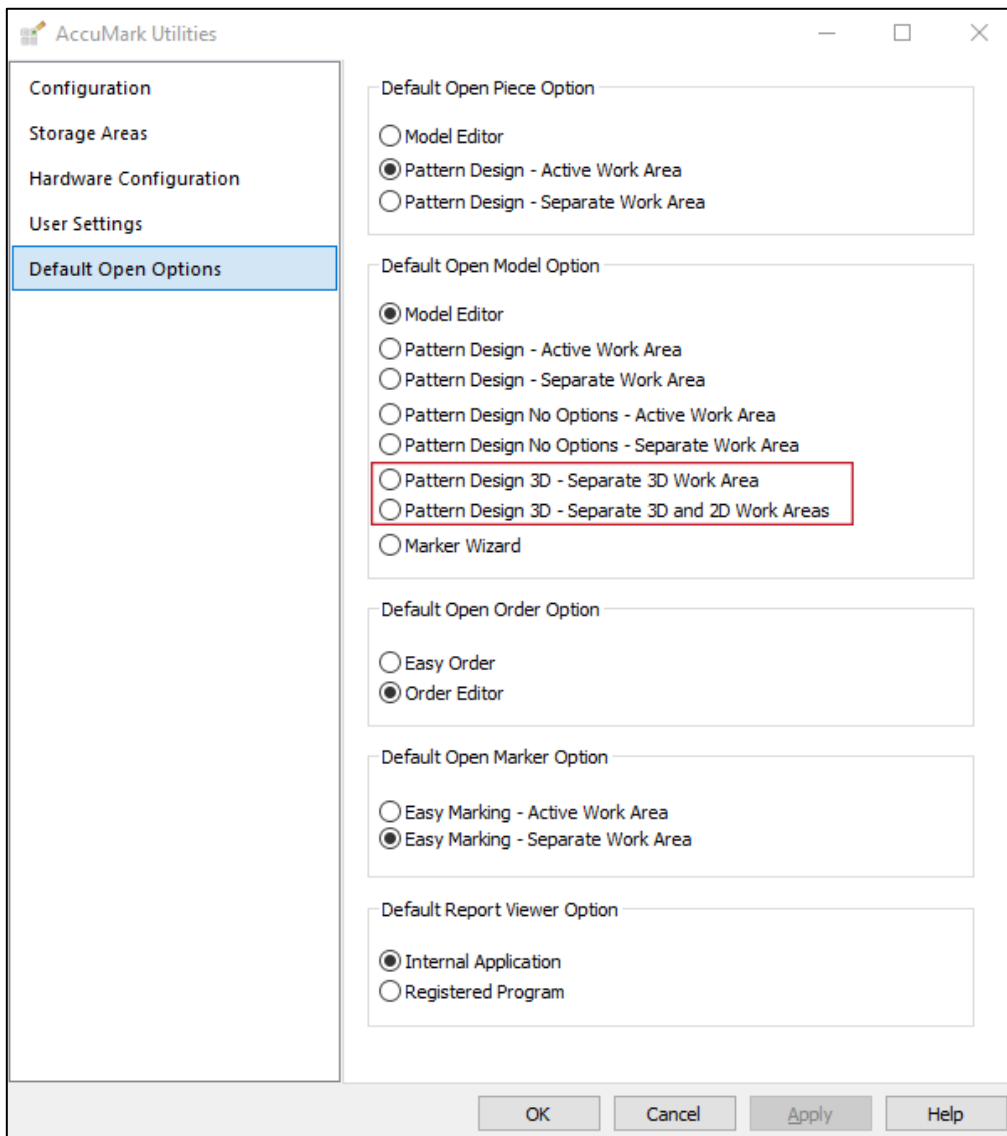 AccuMark Utilities
Configuration
Storage Areas
Hardware Configuration
User Settings
Default Open Options
Default Open Piece Option
Model Editor
Pattern Design - Active Work Area
Pattern Design - Separate Work Area
Default Open Model Option
Model Editor
Pattern Design - Active Work Area
Pattern Design - Separate Work Area
Pattern Design No Options - Active Work Area
Pattern Design No Options - Separate Work Area
Pattern Design 3D - Separate 3D Work Area
Pattern Design 3D - Separate 3D and 2D Work Areas
Marker Wizard
Default Open Order Option
Easy Order
Order Editor
Default Open Marker Option
Easy Marking - Active Work Area
Easy Marking - Separate Work Area
Default Report Viewer Option
Internal Application
Registered Program
OK Cancel Apply Help